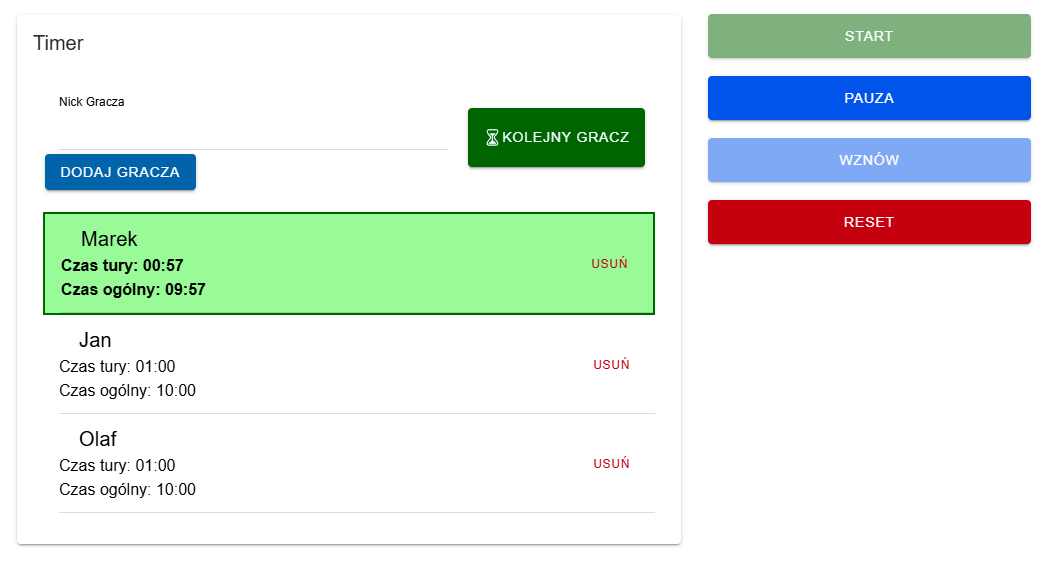 Timer
Nick Gracza
KOLEJNY GRACZ
DODAJ GRACZA
Marek
Czas tury: 00:57
Czas ogólny: 09:57
USUŃ
Jan
Czas tury: 01:00
Czas ogólny: 10:00
USUŃ
Olaf
Czas tury: 01:00
Czas ogólny: 10:00
USUŃ
START
PAUZA
WZNÓW
RESET